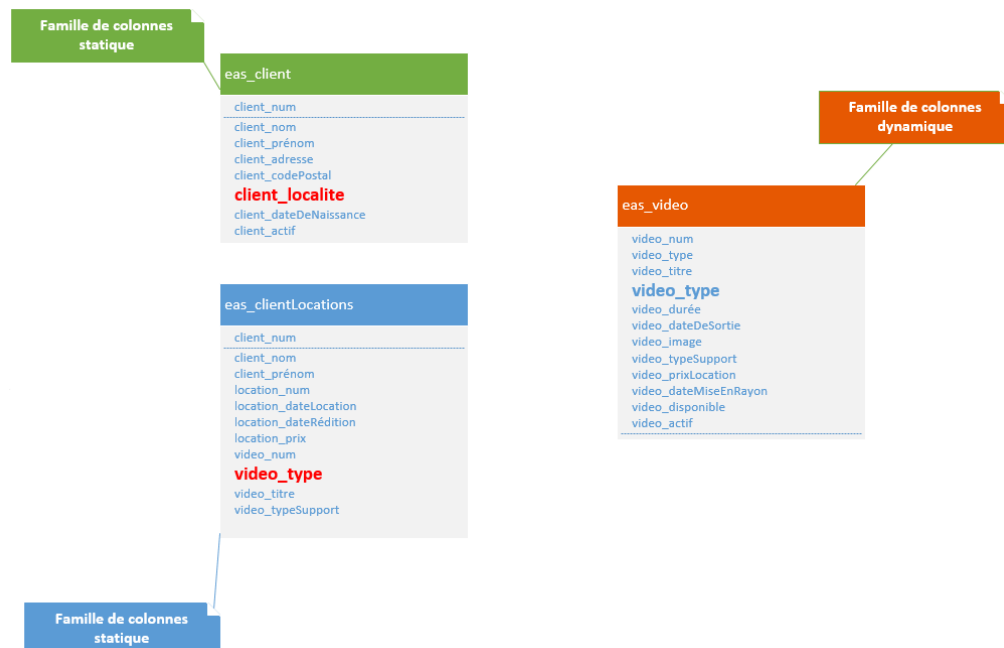 Famille de colonnes
statique
eas_client
client_num
client_nom
client_prénom
client_adresse
client_codePostal
client_localite
client_dateDeNaissance
client_actif
eas_clientLocations
client_num
client_nom
client_prénom
location_num
location_dateLocation
location_dateRédition
location_prix
video_num
video_type
video_titre
video_typeSupport
Famille de colonnes
statique
Famille de colonnes
dynamique
eas_video
video_num
video_type
video_titre
video_type
video_durée
video_dateDeSortie
video_image
video_typeSupport
video_prixLocation
video_dateMiseEnRayon
video_disponible
video_actif